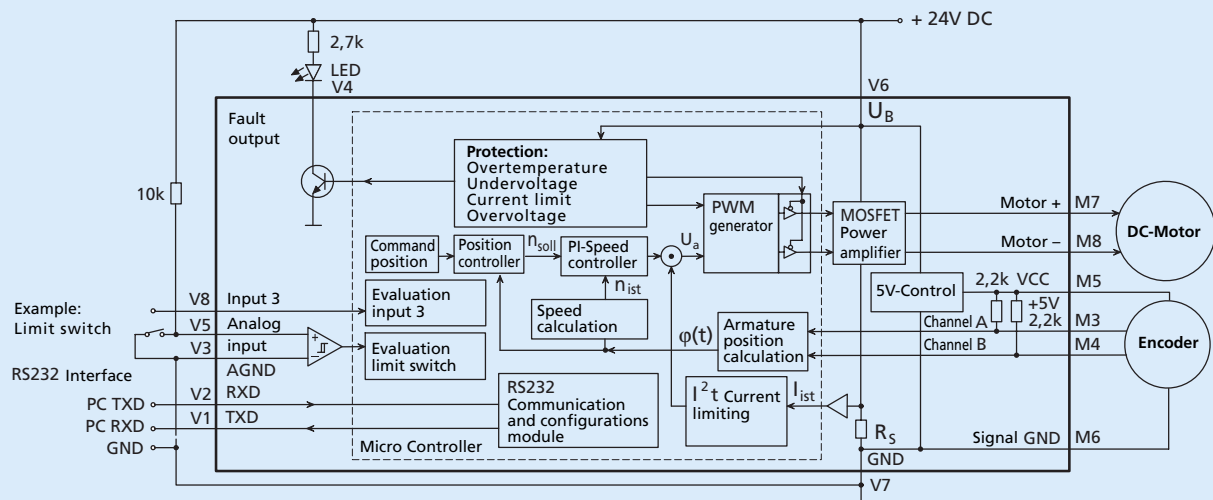 + 24V DC
2,7k
LED
V4
V6
Fault
output
U_B
10k
Protection:
Overtemperature
Undervoltage
Current limit
Overvoltage
PWM
generator
MOSFET
Power
amplifier
Motor +
M7
Motor –
M8
DC-Motor
Command
position
Position
controller
n_soll
PI-Speed
controller
U_a
n_ist
5V-Control
2,2k
VCC
M5
+5V
2,2k
Example:
Limit switch
V8
Input 3
Evaluation
input 3
Speed
calculation
φ(t)
Armature
position
calculation
Channel A
M3
Channel B
M4
Encoder
V5
Analog
V3
input
AGND
Evaluation
limit switch
RS232 Interface
PC TXD
V2
RXD
PC RXD
V1
TXD
GND
RS232
Communication
and configurations
module
Micro Controller
I²t Current
limiting
I_ist
R_S
GND
Signal GND
M6
V7